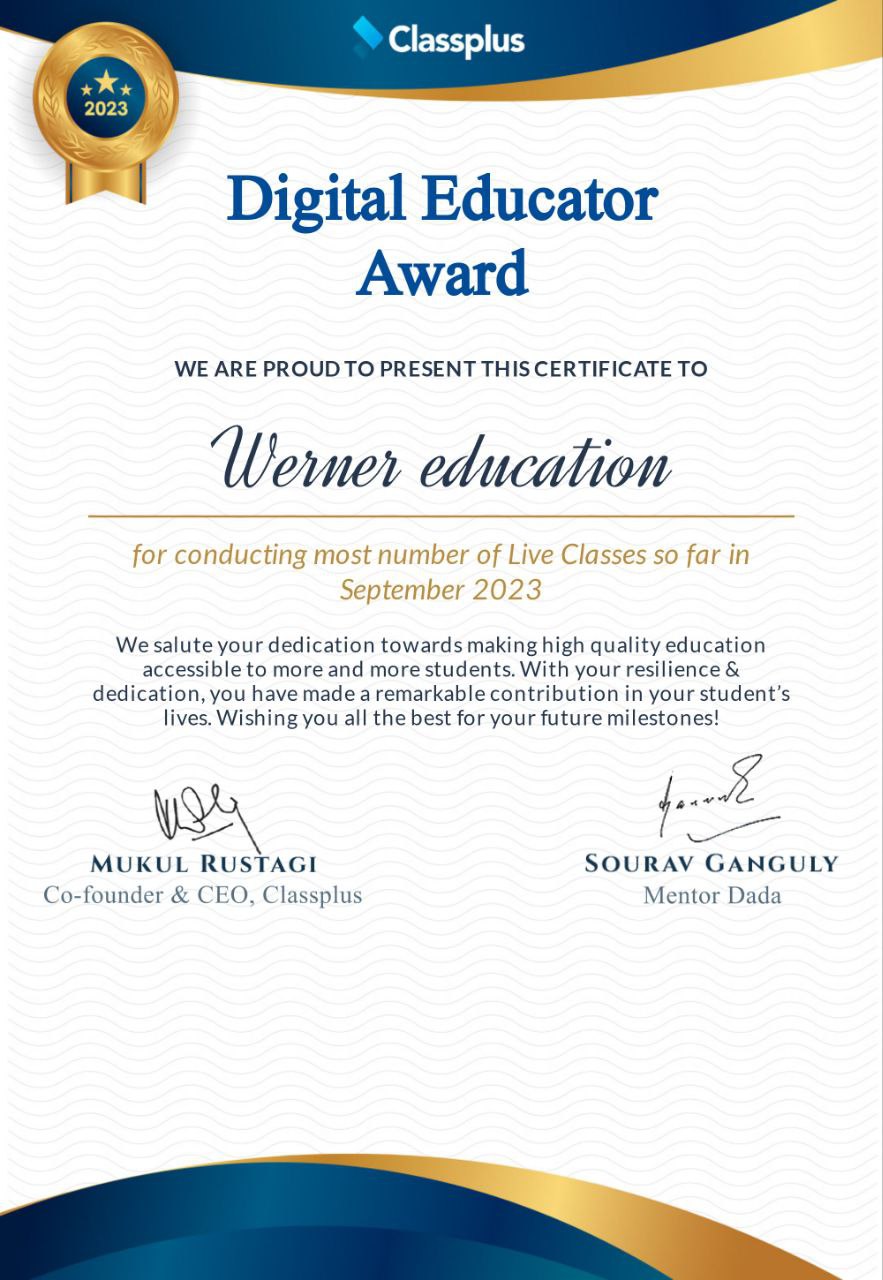 Classplus
2023
Digital Educator
Award
WE ARE PROUD TO PRESENT THIS CERTIFICATE TO
Werner education
for conducting most number of Live Classes so far in
September 2023
We salute your dedication towards making high quality education
accessible to more and more students. With your resilience &
dedication, you have made a remarkable contribution in your student’s
lives. Wishing you all the best for your future milestones!
MUKUL RUSTAGI
Co-founder & CEO, Classplus
SOURAV GANGULY
Mentor Dada